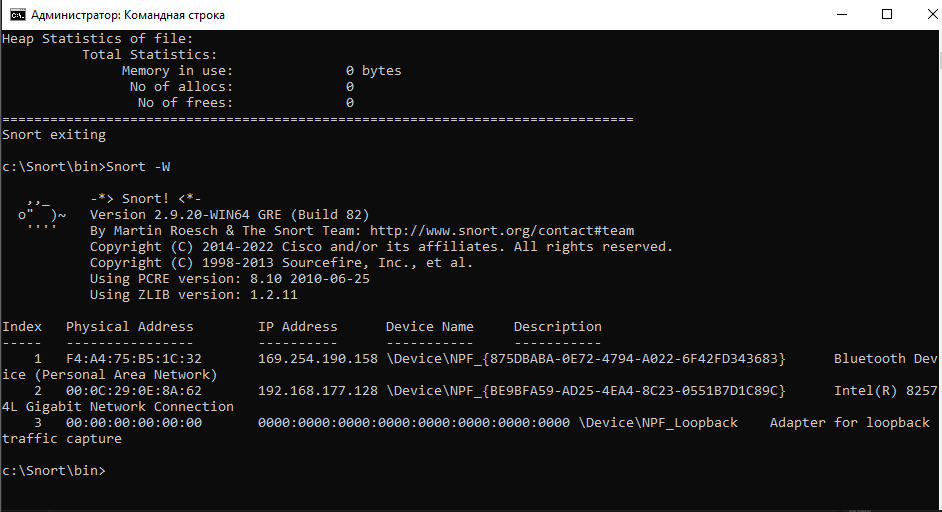 Администратор: Командная строка
Heap Statistics of file:
          Total Statistics:
               Memory in use:              0 bytes
                No of allocs:              0
                 No of frees:              0
===============================================================================
Snort exiting
c:\Snort\bin>Snort -W
   ,,_     -*> Snort! <*-
  o"  )~   Version 2.9.20-WIN64 GRE (Build 82)
   ''''    By Martin Roesch & The Snort Team: http://www.snort.org/contact#team
           Copyright (C) 2014-2022 Cisco and/or its affiliates. All rights reserved.
           Copyright (C) 1998-2013 Sourcefire, Inc., et al.
           Using PCRE version: 8.10 2010-06-25
           Using ZLIB version: 1.2.11
Index   Physical Address        IP Address      Device Name     Description
-----   ----------------        ----------      -----------     -----------
    1   F4:A4:75:B5:1C:32       169.254.190.158 \Device\NPF_{875DBABA-0E72-4794-A022-6F42FD343683}      Bluetooth Dev
ice (Personal Area Network)
    2   00:0C:29:0E:8A:62       192.168.177.128 \Device\NPF_{BE9BFA59-AD25-4EA4-8C23-0551B7D1C89C}      Intel(R) 8257
4L Gigabit Network Connection
    3   00:00:00:00:00:00       0000:0000:0000:0000:0000:0000:0000:0000 \Device\NPF_Loopback    Adapter for loopback
traffic capture
c:\Snort\bin>